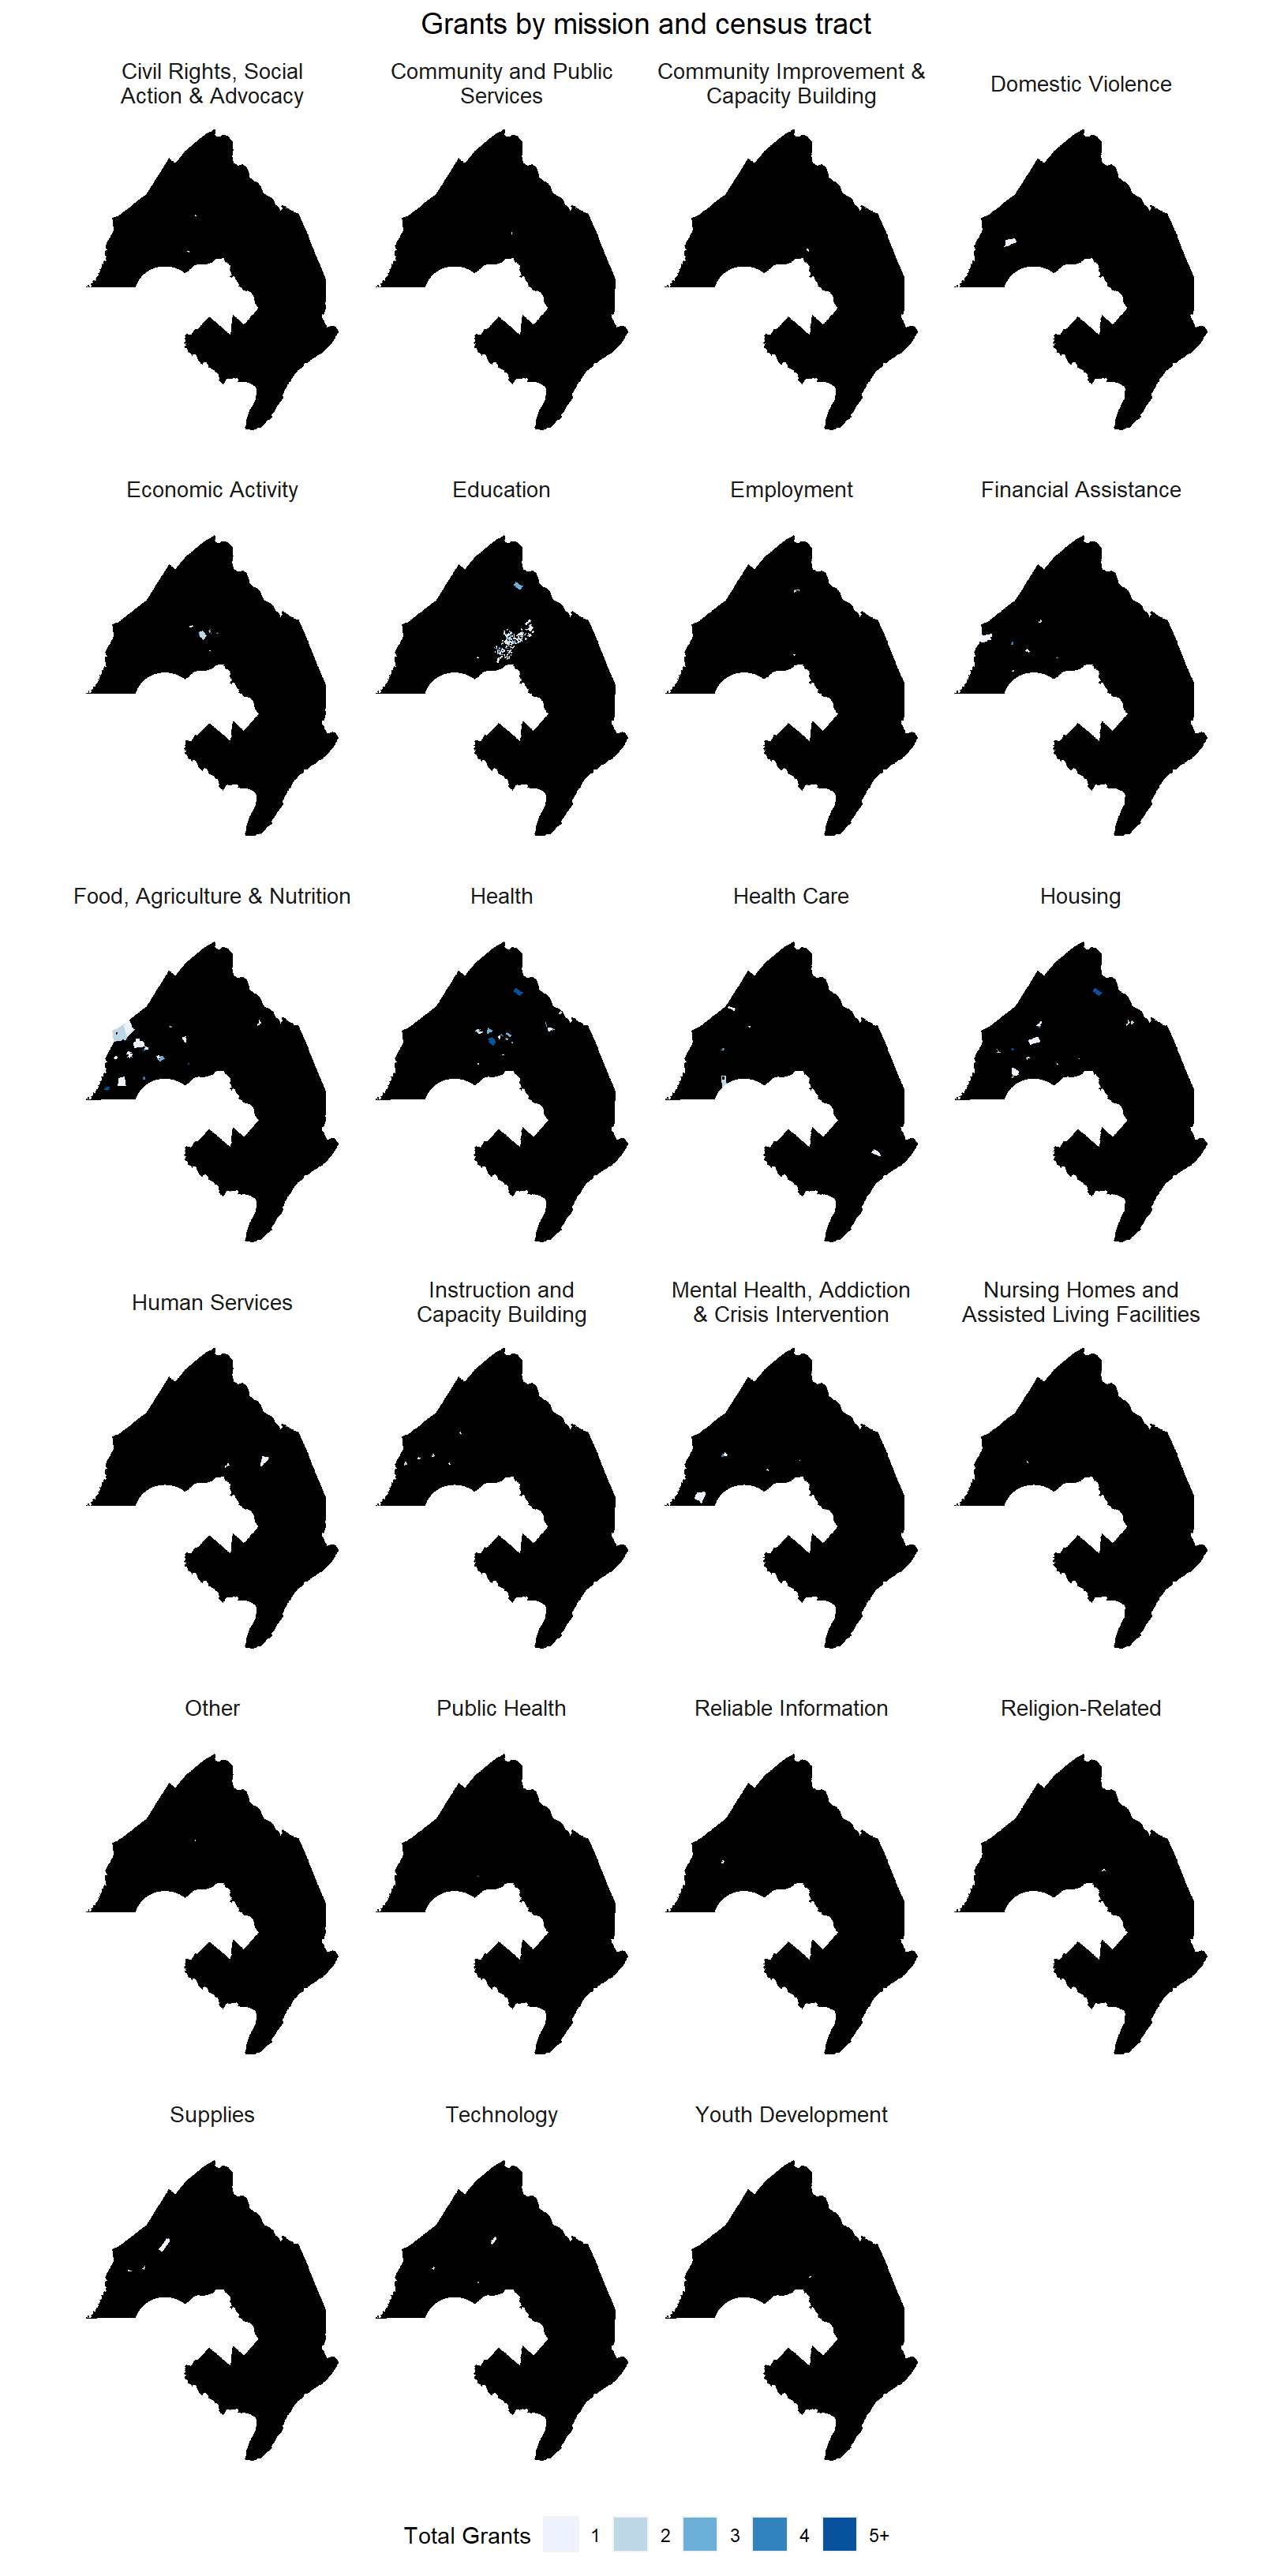 Grants by mission and census tract
Civil Rights, Social
Action & Advocacy
Community and Public
Services
Community Improvement &
Capacity Building
Domestic Violence
Economic Activity
Education
Employment
Financial Assistance
Food, Agriculture & Nutrition
Health
Health Care
Housing
Human Services
Instruction and
Capacity Building
Mental Health, Addiction
& Crisis Intervention
Nursing Homes and
Assisted Living Facilities
Other
Public Health
Reliable Information
Religion-Related
Supplies
Technology
Youth Development
Total Grants 1 2 3 4 5+